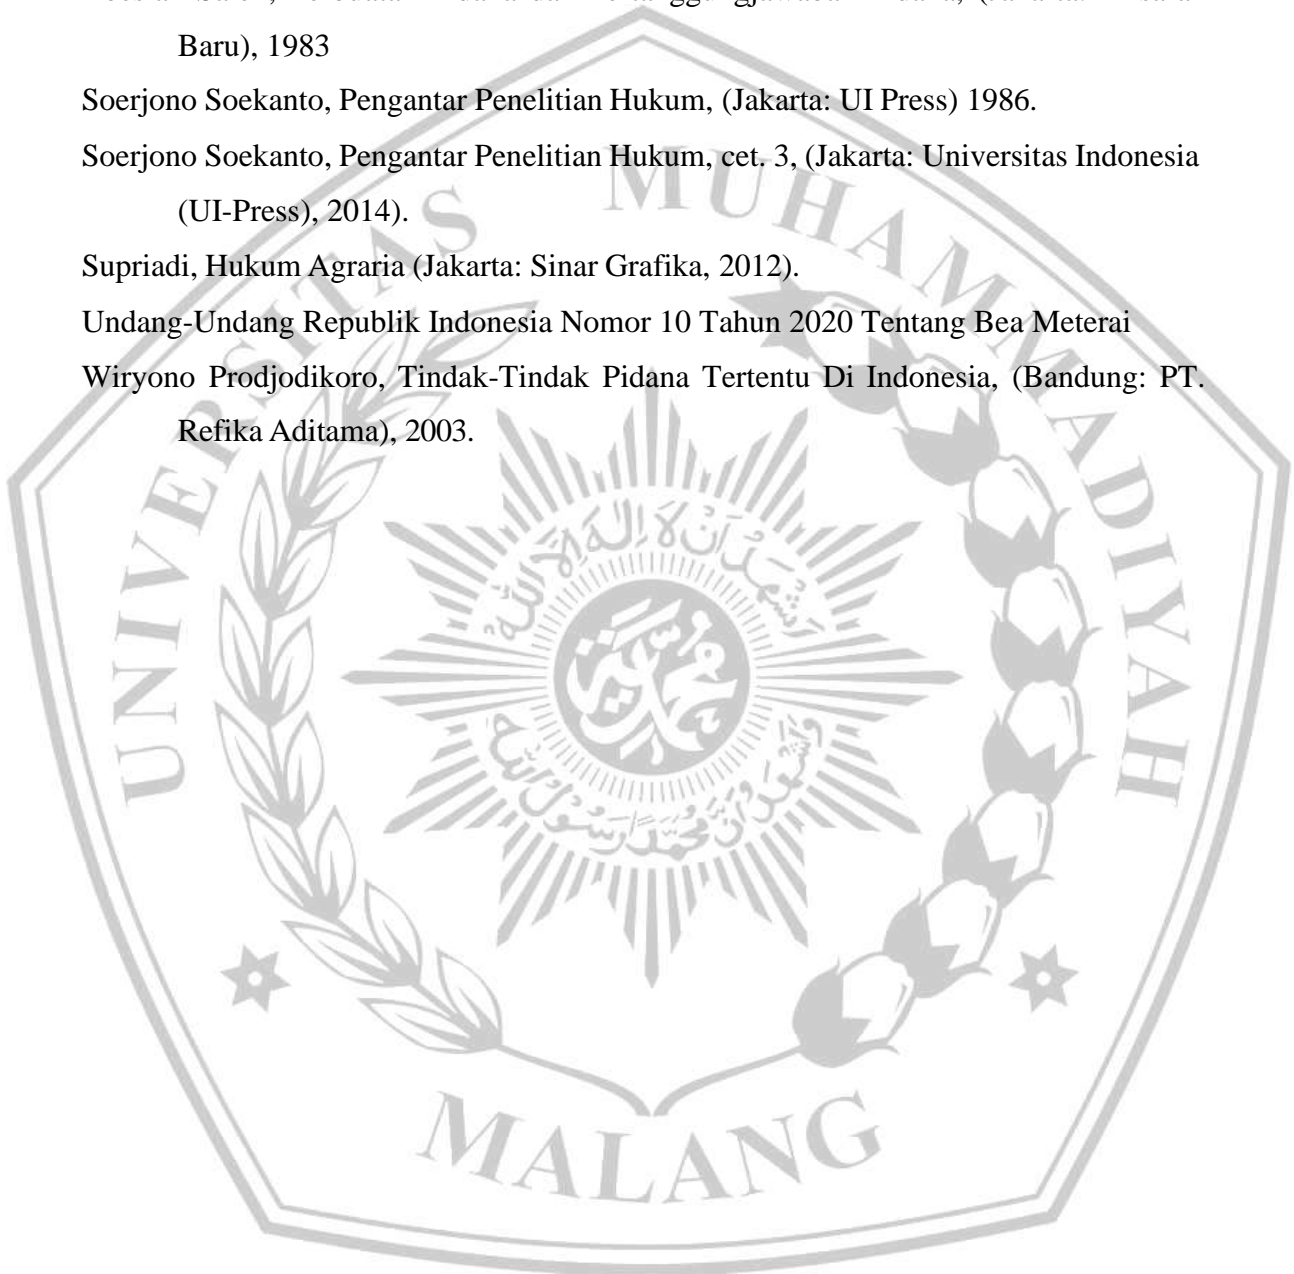 Baru), 1983
Soerjono Soekanto, Pengantar Penelitian Hukum, (Jakarta: UI Press) 1986.
Soerjono Soekanto, Pengantar Penelitian Hukum, cet. 3, (Jakarta: Universitas Indonesia
(UI-Press), 2014).
Supriadi, Hukum Agraria (Jakarta: Sinar Grafika, 2012).
Undang-Undang Republik Indonesia Nomor 10 Tahun 2020 Tentang Bea Meterai
Wiryono Prodjodikoro, Tindak-Tindak Pidana Tertentu Di Indonesia, (Bandung: PT.
Refika Aditama), 2003.
UNIVERSITAS MUHAMMADIYAH
MALANG